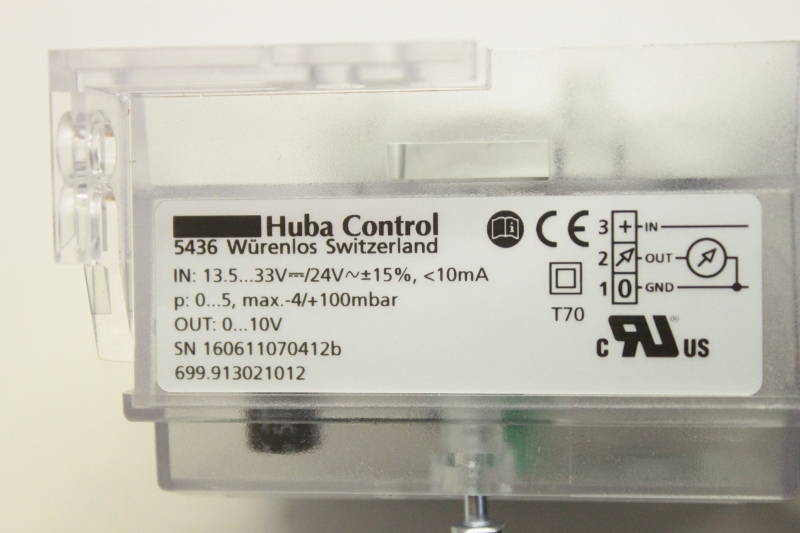 Huba Control
5436 Würenlos Switzerland
IN: 13.5...33V⎓/24V∼±15%, <10mA
p: 0...5, max.-4/+100mbar
OUT: 0...10V
SN 160611070412b
699.913021012
CE
T70
3 + IN
2 OUT
1 0 GND
c RU ® US